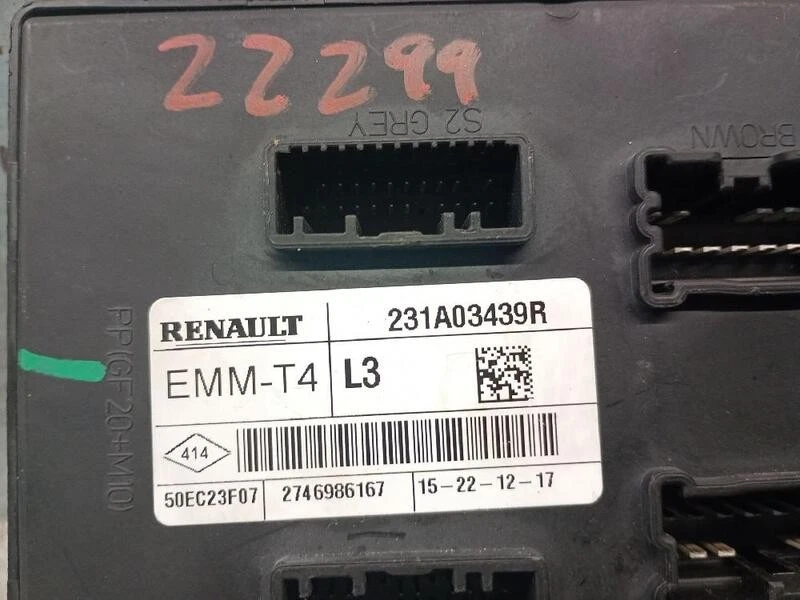 22299
S2 GREY
BROWN
PP(GF20+M10)
RENAULT
231A03439R
EMM-T4
L3
414
50EC23F07
2746986167
15-22-12-17